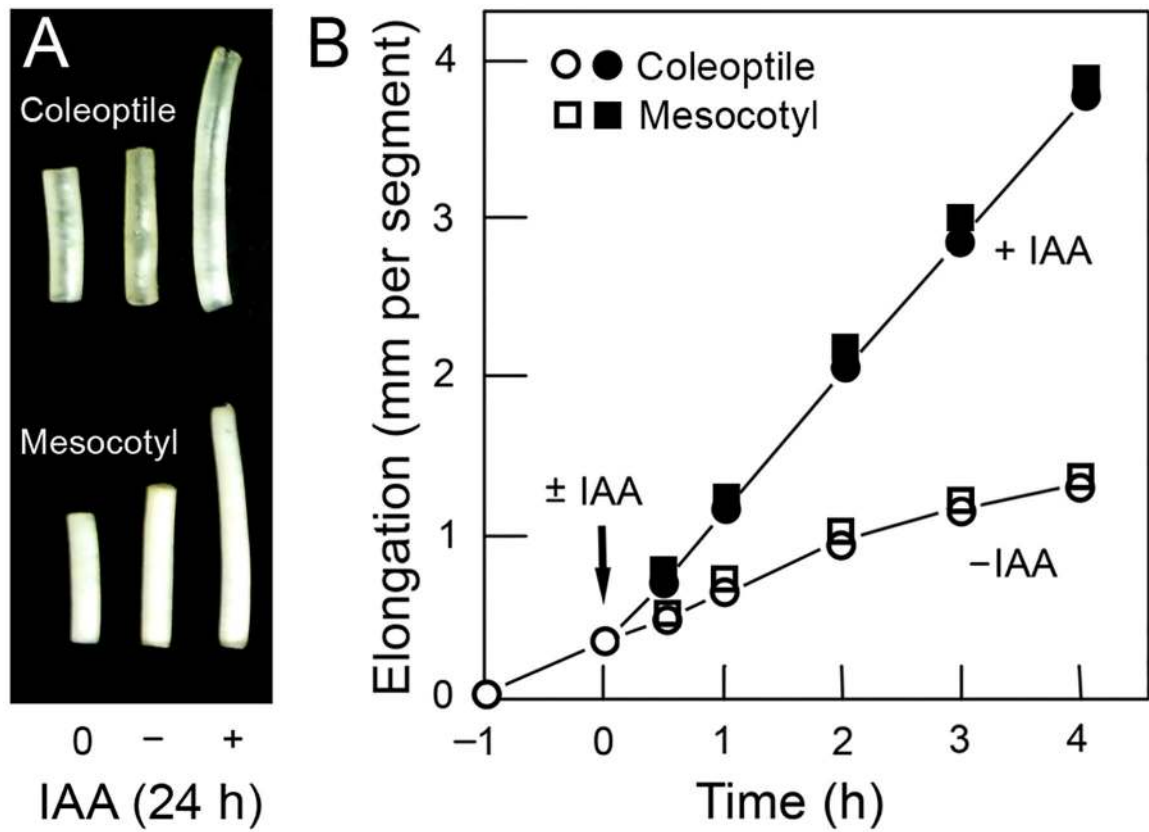 A
Coleoptile
Mesocotyl
0 − +
IAA (24 h)
B
Elongation (mm per segment)
4
3
2
1
0
Coleoptile
Mesocotyl
+ IAA
± IAA
−IAA
−1 0 1 2 3 4
Time (h)